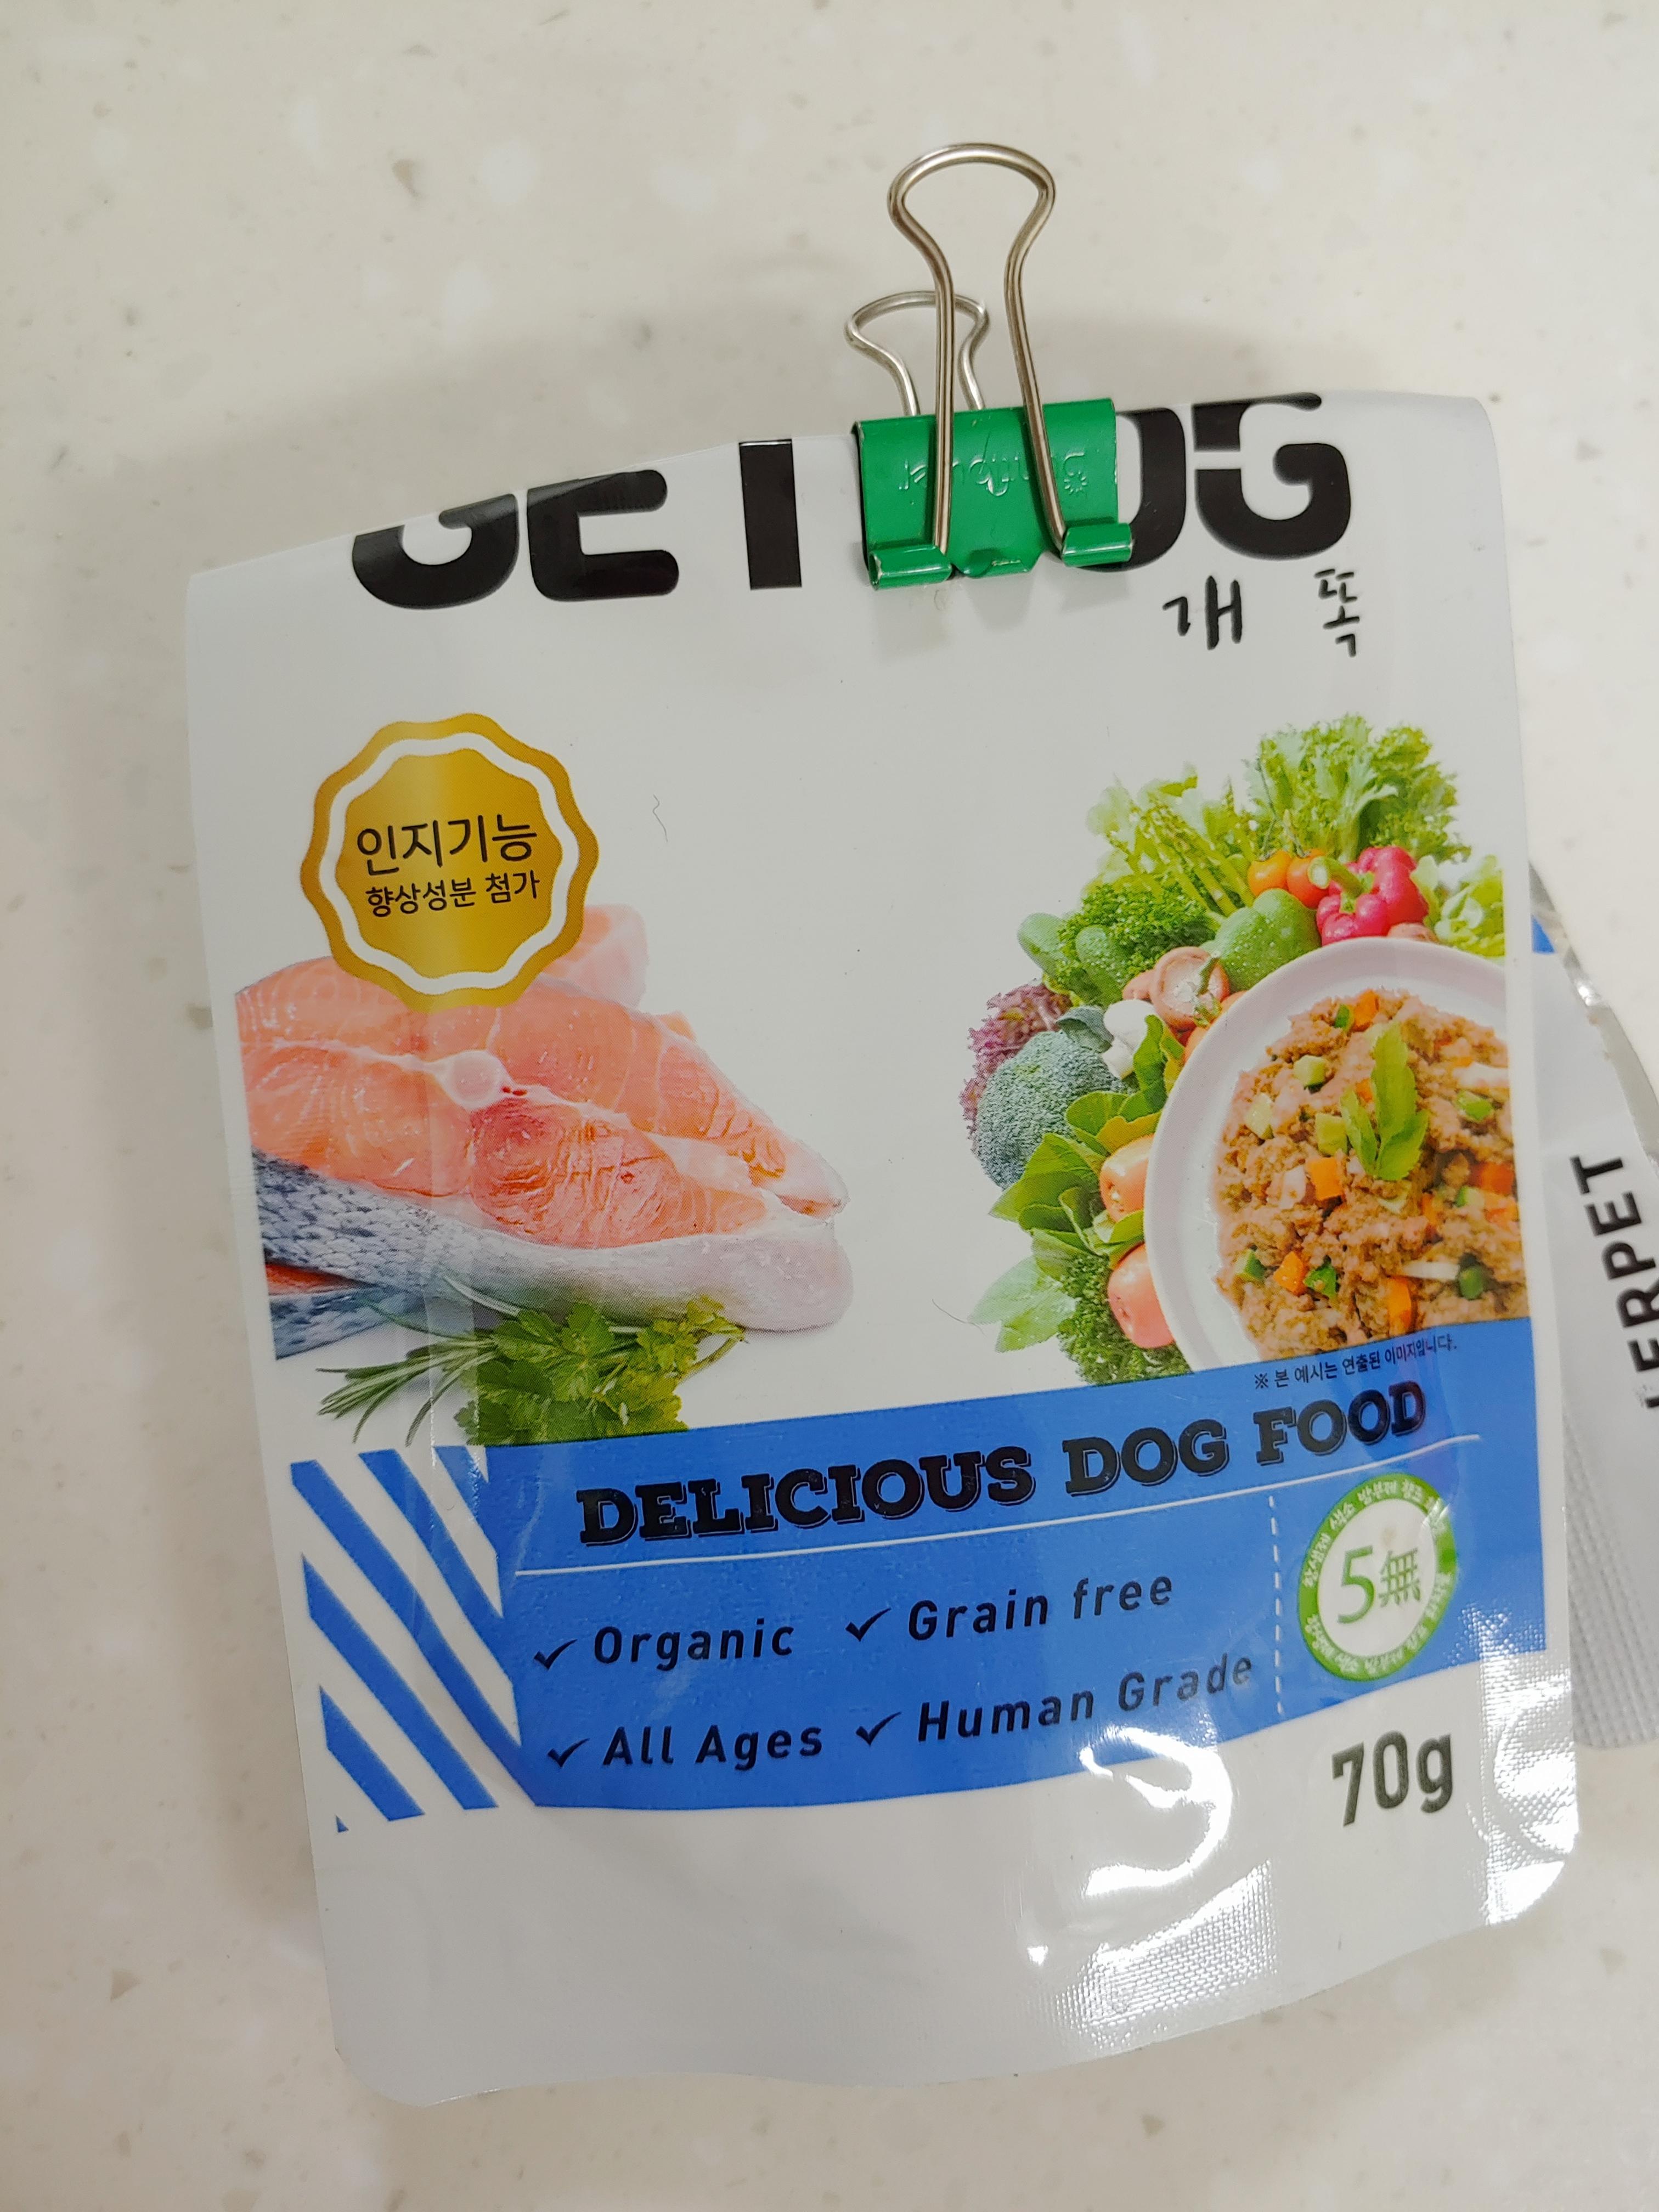 GET DOG
개 똑
인지기능
향상성분 첨가
※ 본 예시는 연출된 이미지입니다.
DELICIOUS DOG FOOD
✓ Organic ✓ Grain free
✓ All Ages ✓ Human Grade
5無
70g